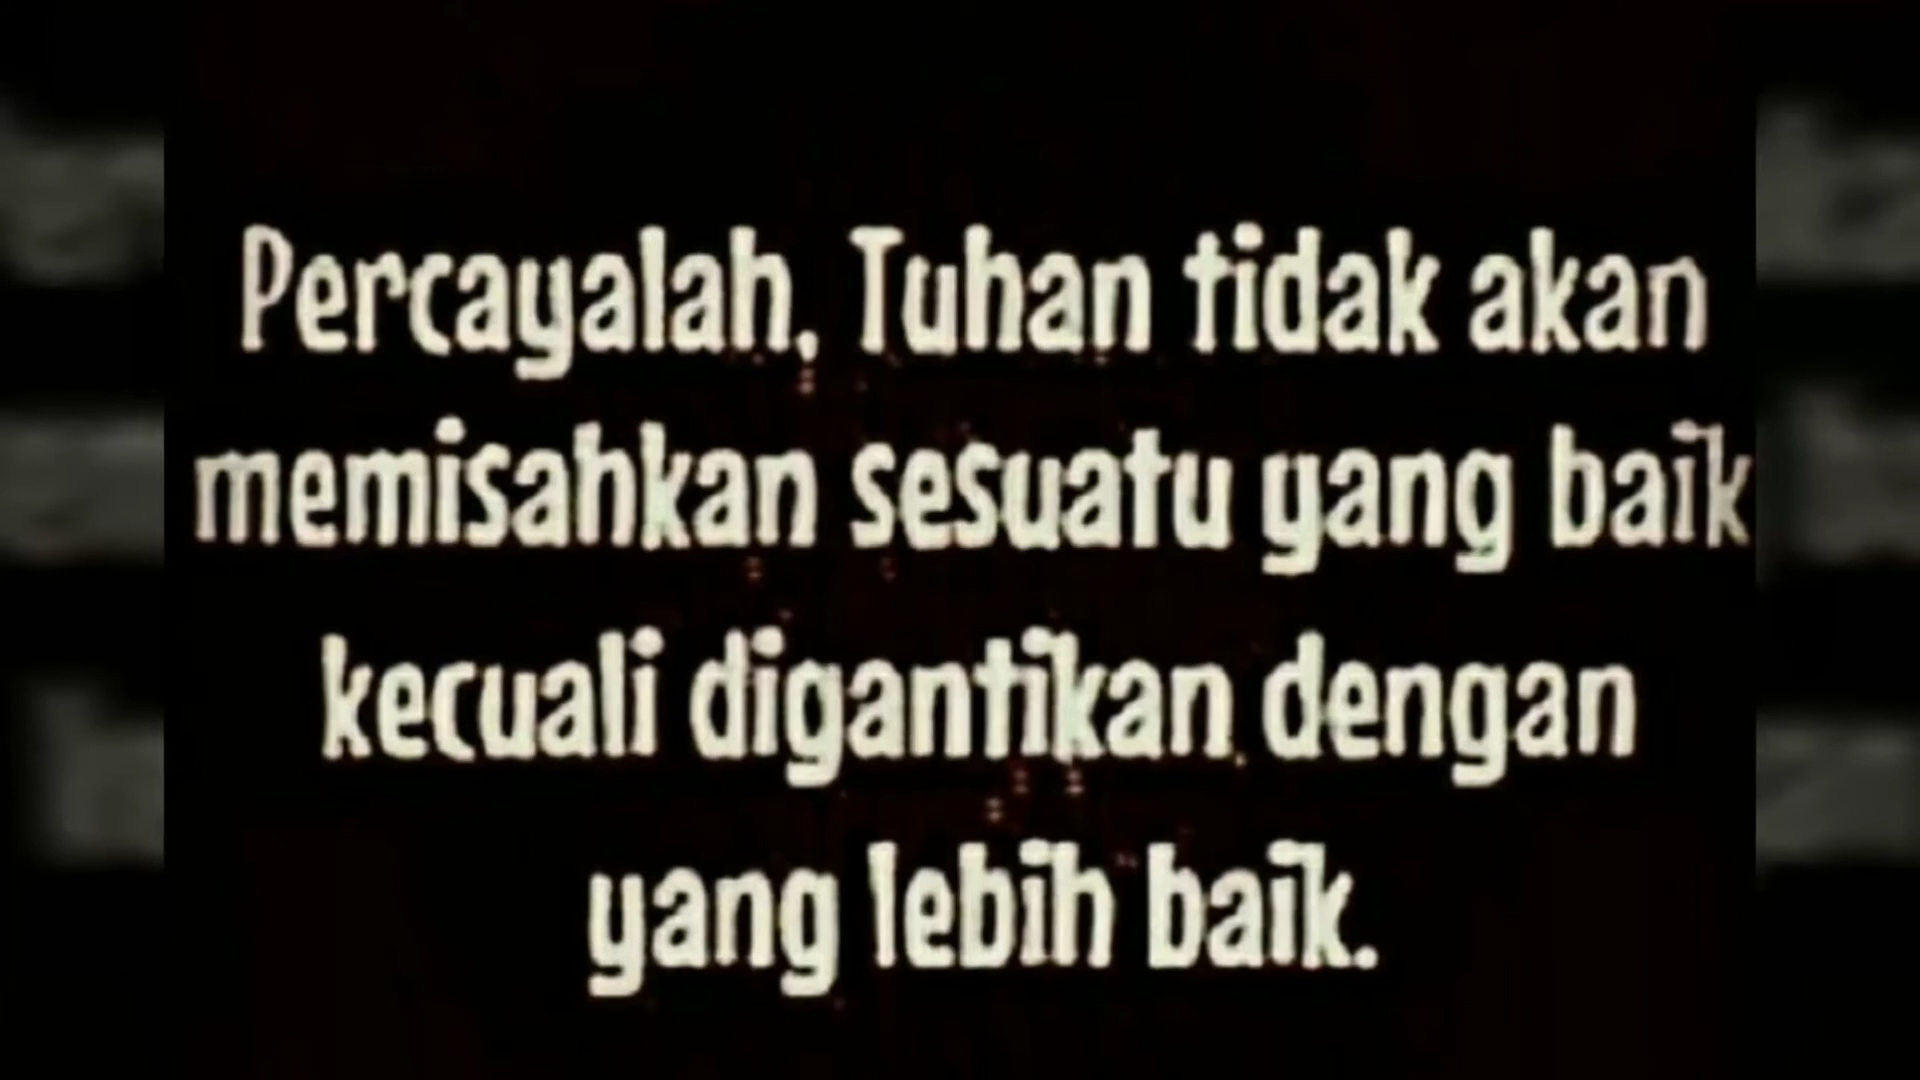 Percayalah, Tuhan tidak akan
memisahkan sesuatu yang baik
kecuali digantikan dengan
yang lebih baik.